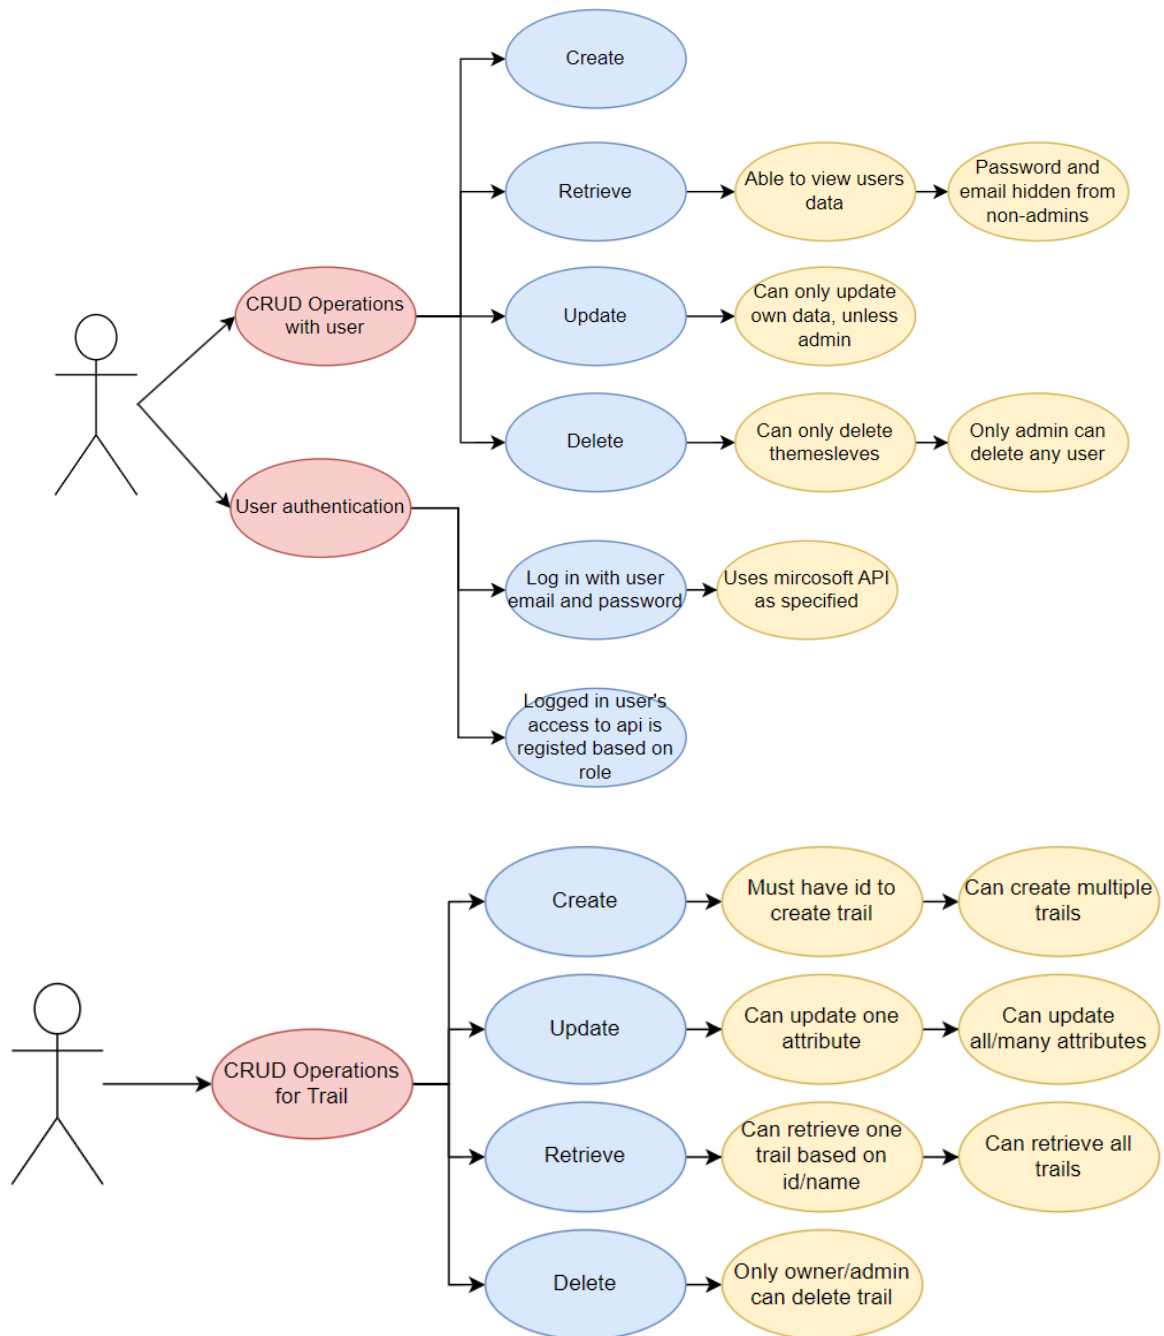 Create
Retrieve
Able to view users
data
Password and
email hidden from
non-admins
CRUD Operations
with user
Update
Can only update
own data, unless
admin
Delete
Can only delete
themesleves
Only admin can
delete any user
User authentication
Log in with user
email and password
Uses mircosoft API
as specified
Logged in user's
access to api is
registed based on
role
Create
Must have id to
create trail
Can create multiple
trails
Update
Can update one
attribute
Can update
all/many attributes
CRUD Operations
for Trail
Retrieve
Can retrieve one
trail based on
id/name
Can retrieve all
trails
Delete
Only owner/admin
can delete trail